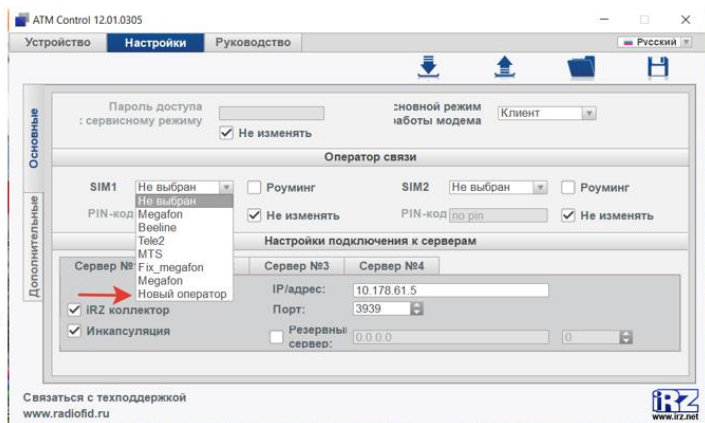 ATM Control 12.01.0305
Устройство Настройки Руководство Русский
Пароль доступа
: сервисному режиму
Не изменять
сновной режим
работы модема
Клиент
Основные
Дополнительные
Оператор связи
SIM1 Не выбран Роуминг SIM2 Не выбран Роуминг
PIN-код Не изменять PIN-код no pin Не изменять
Не выбран
Megafon
Beeline
Tele2
MTS
Fix_megafon
Megafon
Новый оператор
Настройки подключения к серверам
Сервер №1 Сервер №3 Сервер №4
IP/адрес: 10.178.61.5
iRZ коллектор Порт: 3939
Инкапсуляция Резервны
сервер: 0.0.0.0 0
Связаться с техподдержкой
www.radiofid.ru
iRZ
www.irz.net